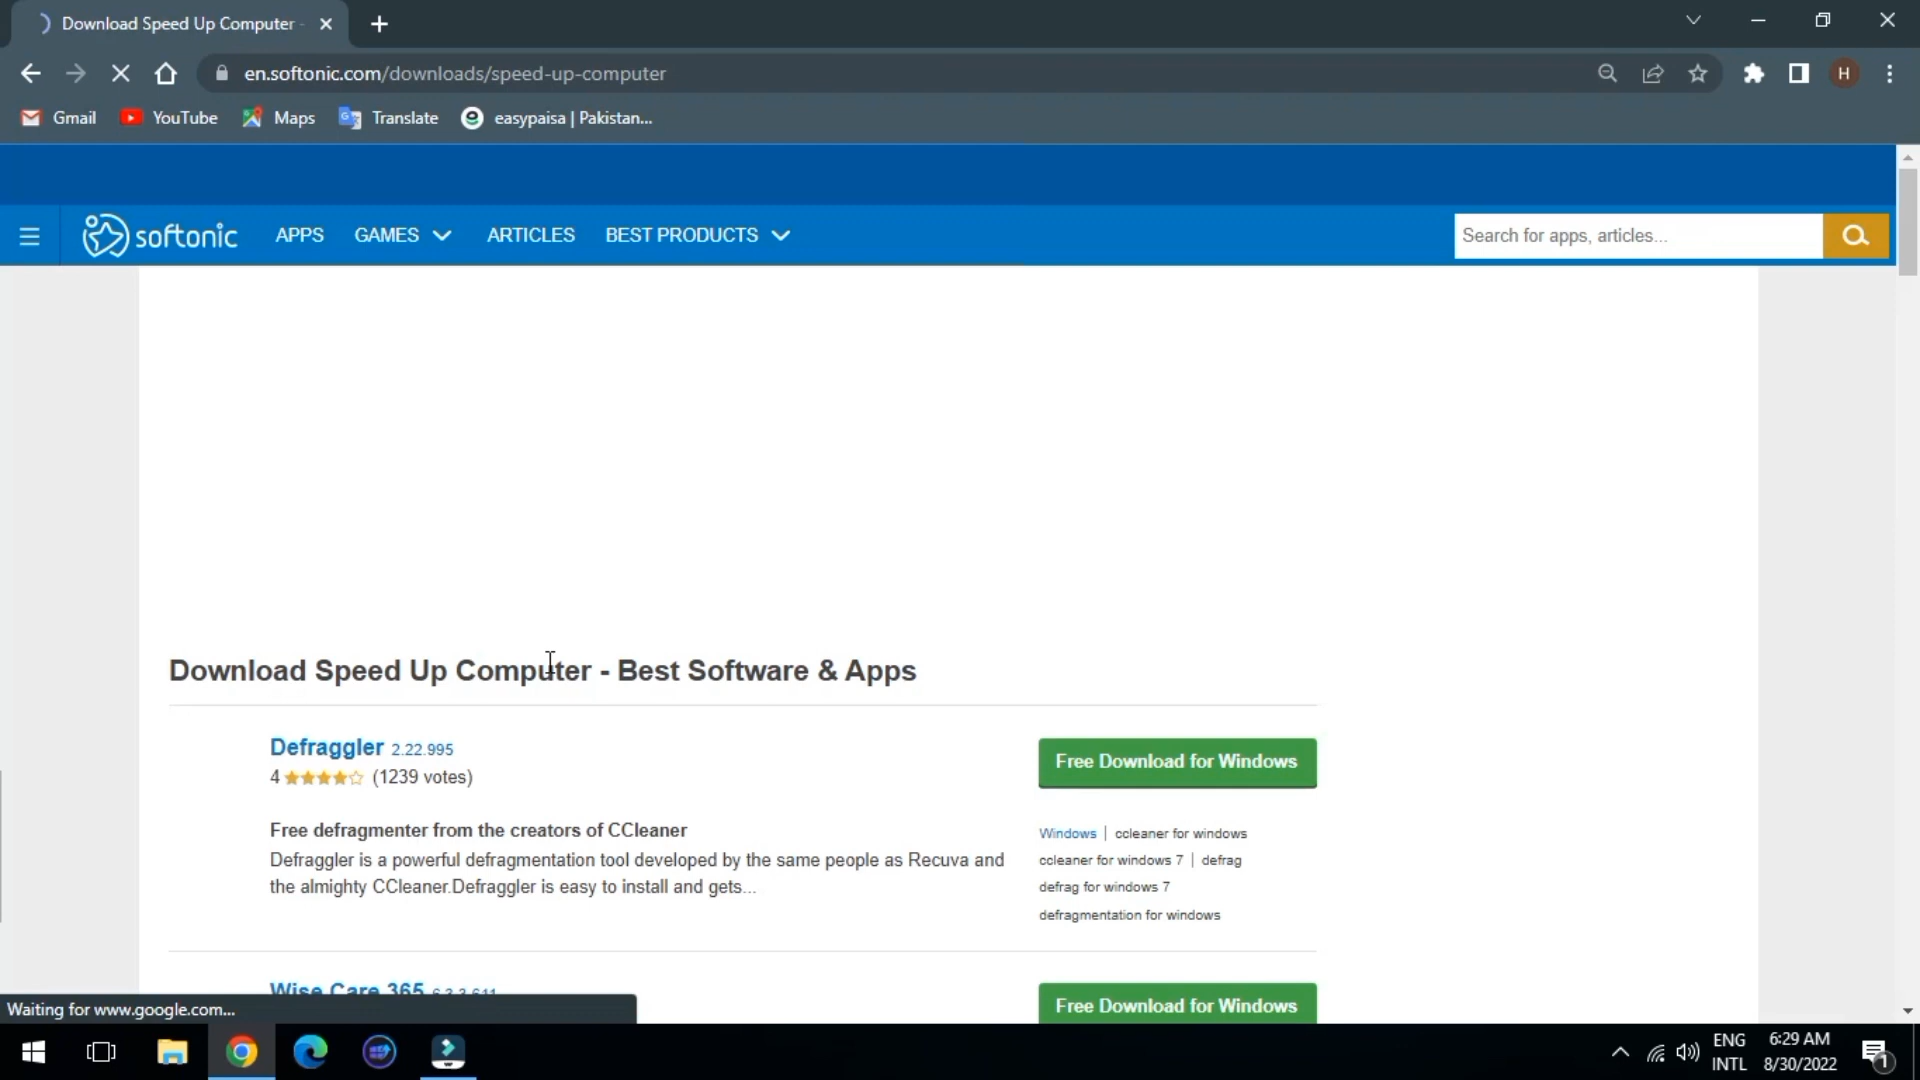 Download Speed Up Computer -
en.softonic.com/downloads/speed-up-computer
H
Gmail YouTube Maps Translate easypaisa | Pakistan...
softonic APPS GAMES ARTICLES BEST PRODUCTS Search for apps, articles...
Download Speed Up Computer - Best Software & Apps
Defraggler 2.22.995
4 (1239 votes)
Free Download for Windows
Free defragmenter from the creators of CCleaner
Defraggler is a powerful defragmentation tool developed by the same people as Recuva and
the almighty CCleaner.Defraggler is easy to install and gets...
Windows | ccleaner for windows
ccleaner for windows 7 | defrag
defrag for windows 7
defragmentation for windows
Wise Care 365 6.3.3.611
Free Download for Windows
Waiting for www.google.com...
ENG
INTL
6:29 AM
8/30/2022
1